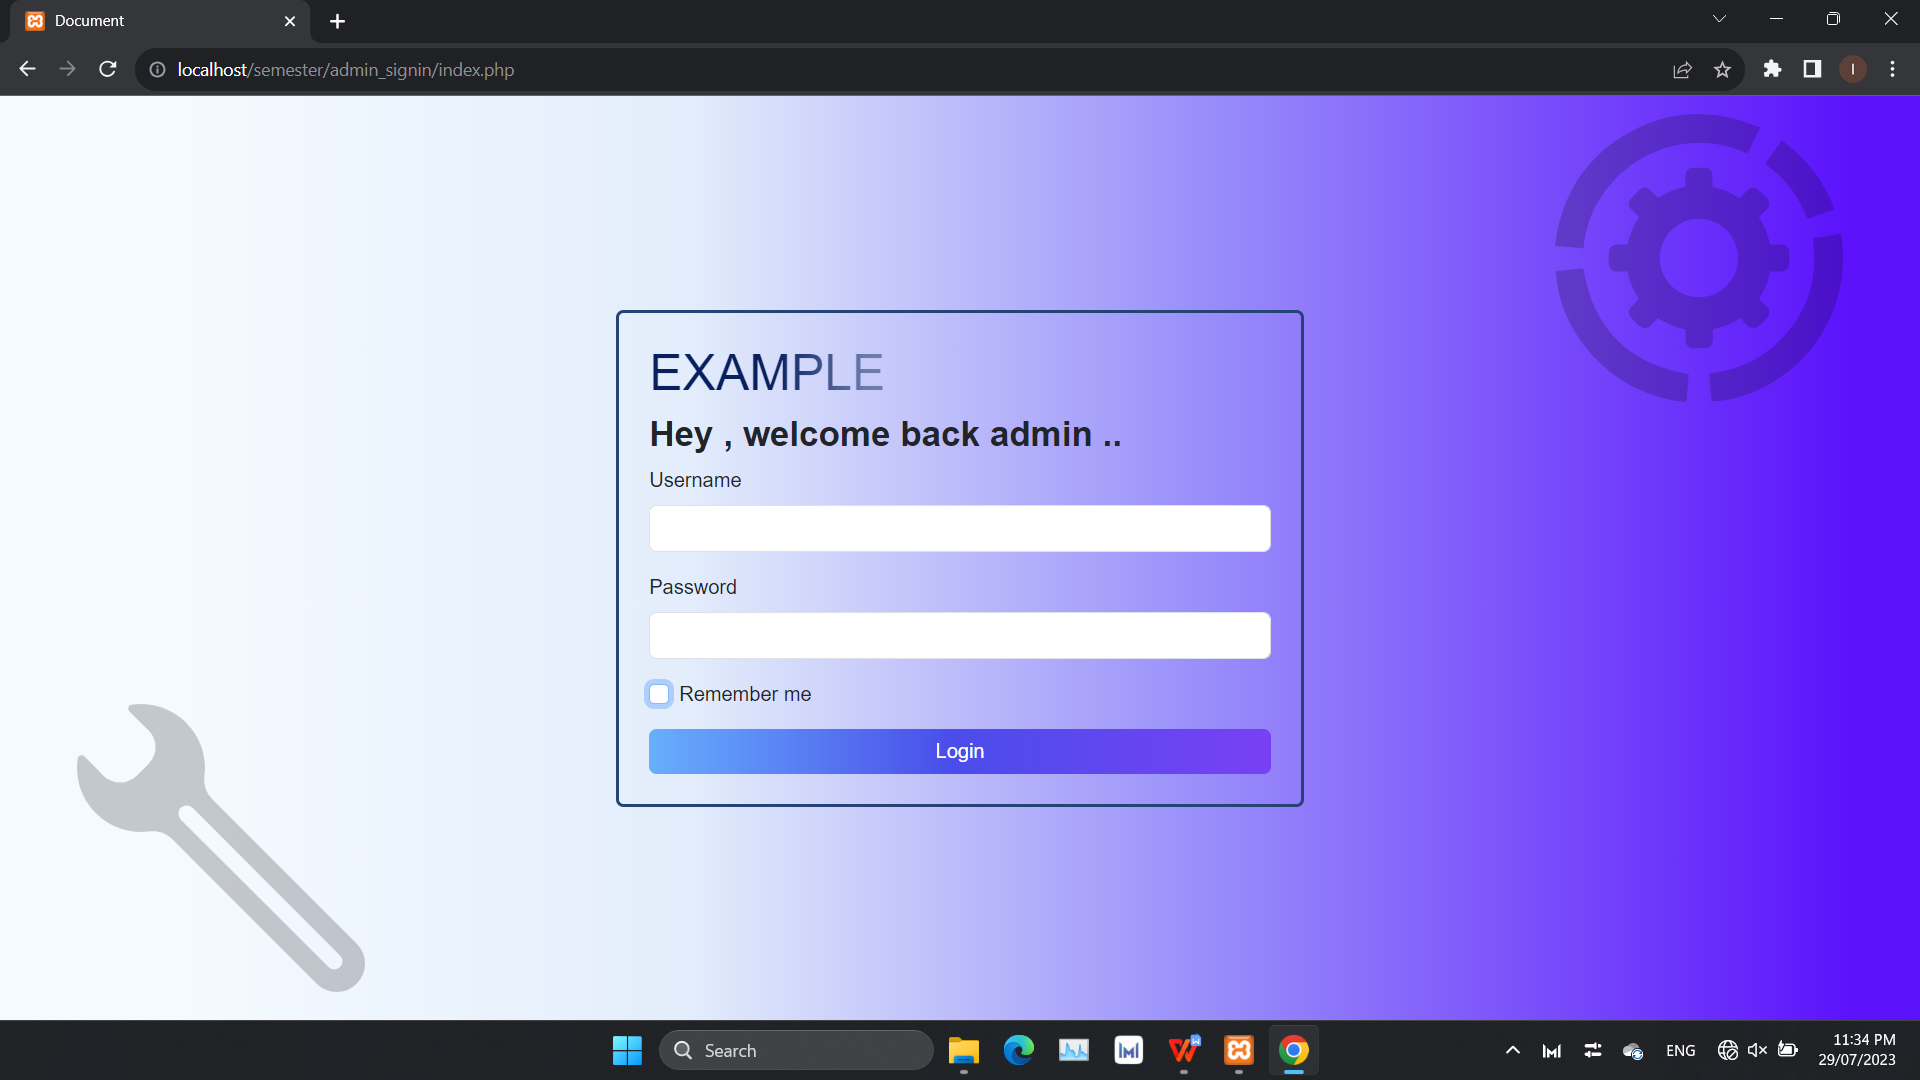 Document
localhost/semester/admin_signin/index.php
I
EXAMPLE
Hey , welcome back admin ..
Username
Password
Remember me
Login
Search
ENG
11:34 PM
29/07/2023